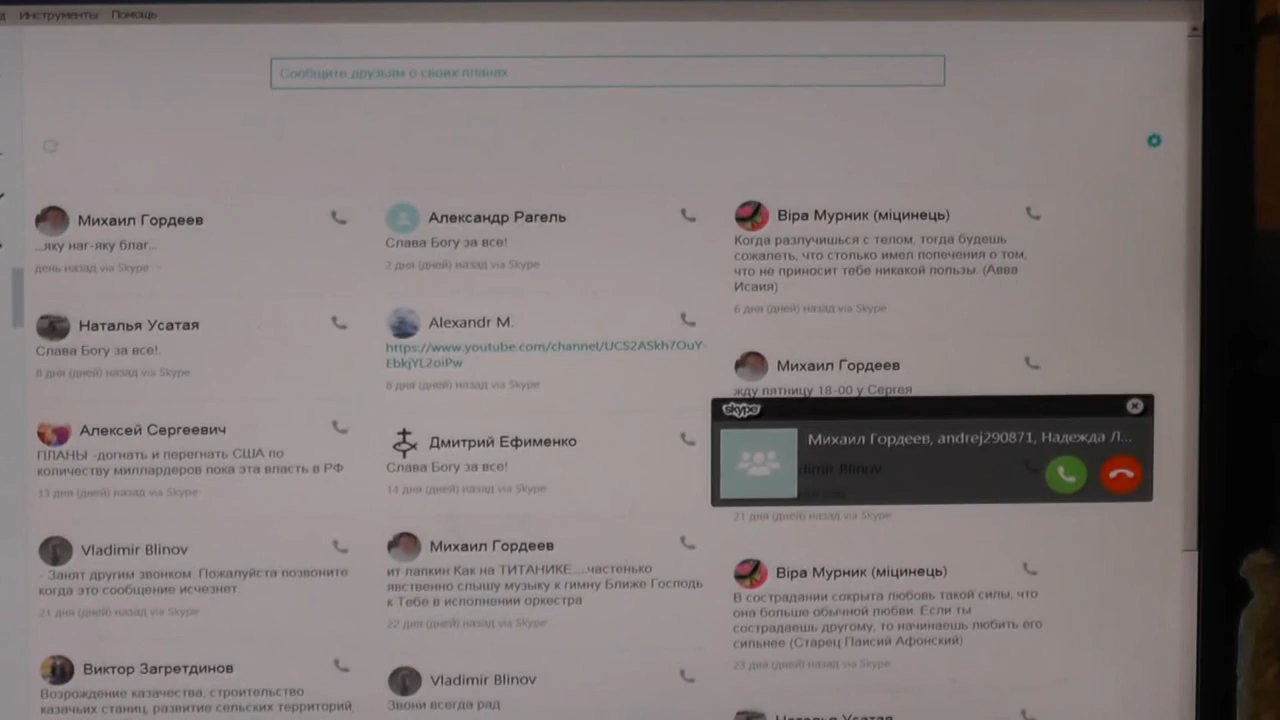 Инструменты Помощь
Сообщите друзьям о своих планах
Михаил Гордеев
...яку наг-яку благ...
день назад via Skype
Наталья Усатая
Слава Богу за все!.
8 дня (дней) назад via Skype
Алексей Сергеевич
ПЛАНЫ -догнать и перегнать США по
количеству миллардеров пока эта власть в РФ
13 дня (дней) назад via Skype
Vladimir Blinov
- Занят другим звонком. Пожалуйста позвоните
когда это сообщение исчезнет.
21 дня (дней) назад via Skype
Виктор Загретдинов
Возрождение казачества, строительство
казачьих станиц, развитие сельских территорий,
Александр Рагель
Слава Богу за все!
2 дня (дней) назад via Skype
Alexandr M.
https://www.youtube.com/channel/UCS2ASkh7OuY-
EbkjYL2oiPw
8 дня (дней) назад via Skype
Дмитрий Ефименко
Слава Богу за все!
14 дня (дней) назад via Skype
Михаил Гордеев
ит лапкин Как на ТИТАНИКЕ.....частенько
явственно слышу музыку к гимну Ближе Господь
к Тебе в исполнении оркестра
22 дня (дней) назад via Skype
Vladimir Blinov
Звони всегда рад
Віра Мурник (міцинець)
Когда разлучишься с телом, тогда будешь
сожалеть, что столько имел попечения о том,
что не приносит тебе никакой пользы. (Авва
Исаия)
6 дня (дней) назад via Skype
Михаил Гордеев
жду пятницу 18-00 у Сергея
skype
Михаил Гордеев, andrej290871, Надежда Л...
dimir Blinov
21 дня (дней) назад via Skype
Віра Мурник (міцинець)
В сострадании сокрыта любовь такой силы, что
она больше обычной любви. Если ты
сострадаешь другому, то начинаешь любить его
сильнее (Старец Паисий Афонский)
23 дня (дней) назад via Skype
Наталья Усатая